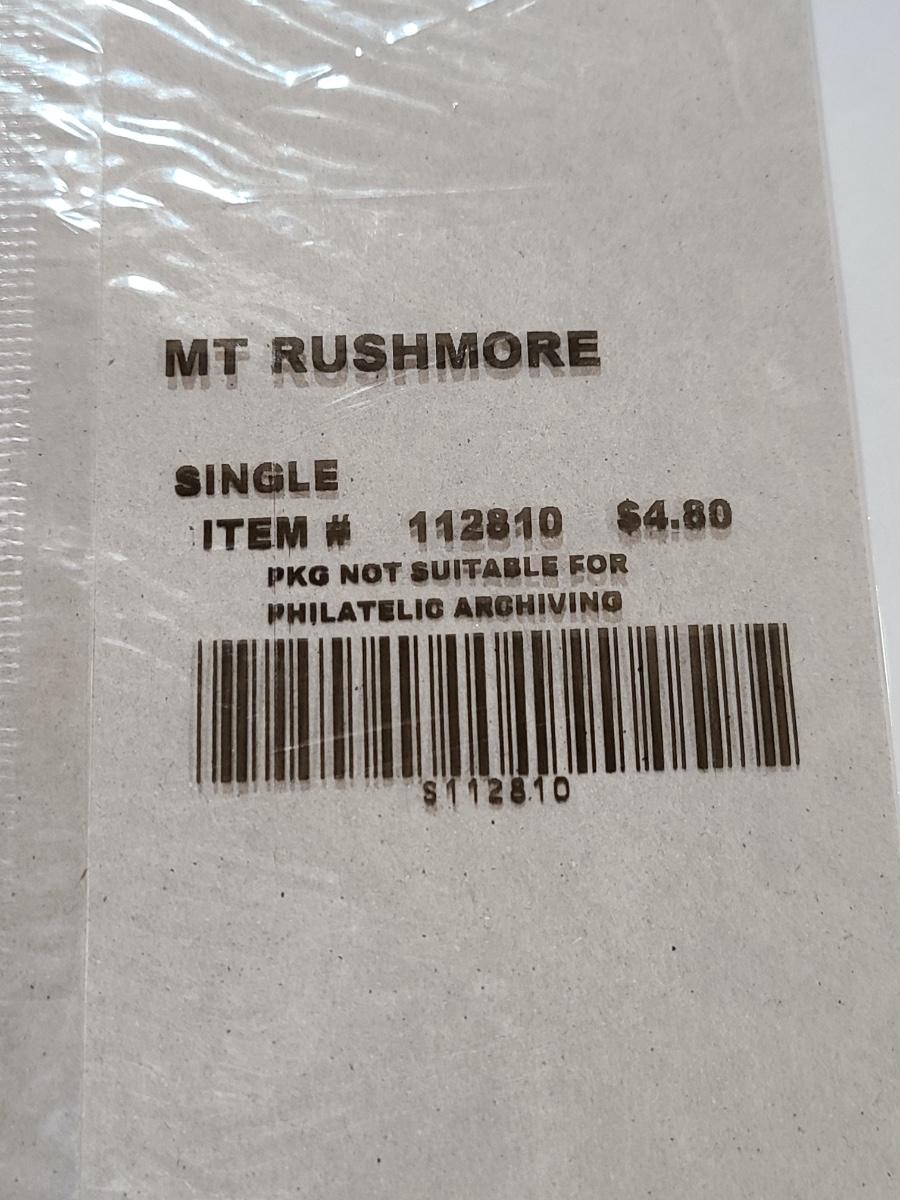 MT RUSHMORE
SINGLE
ITEM # 112810 $4.80
PKG NOT SUITABLE FOR
PHILATELIC ARCHIVING
S112810